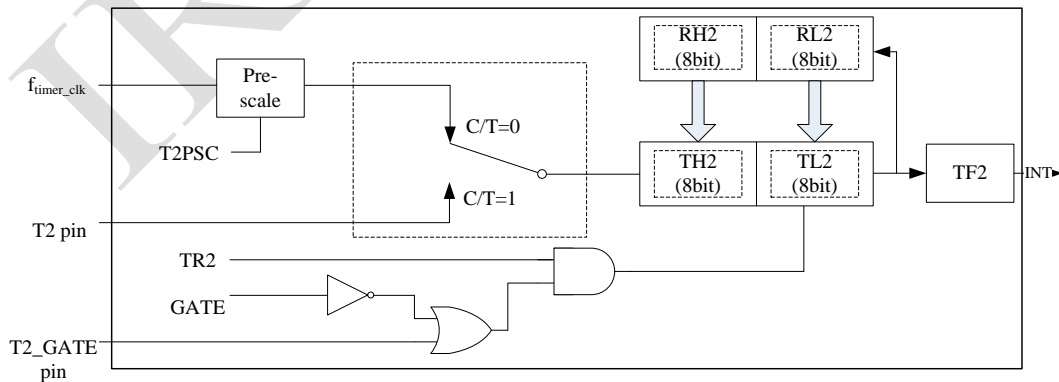 RH2
(8bit)
RL2
(8bit)
f_timer_clk
Pre-
scale
C/T=0
T2PSC
TH2
(8bit)
TL2
(8bit)
TF2
INT
C/T=1
T2 pin
TR2
GATE
T2_GATE
pin